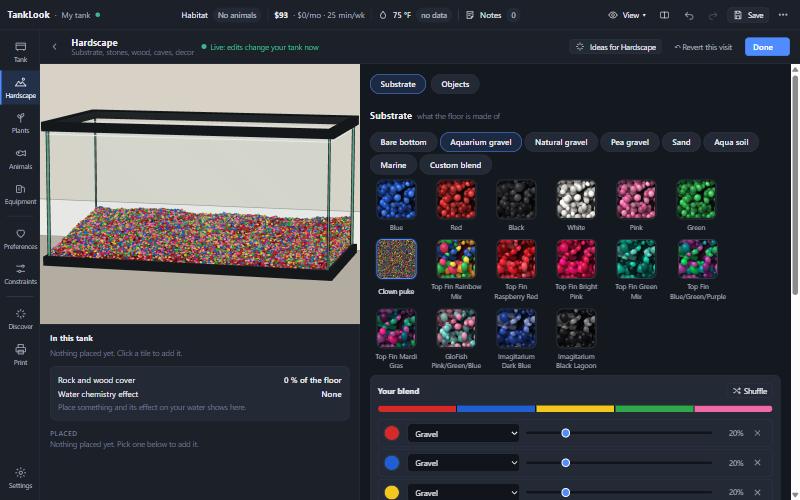 TankLook · My tank
Habitat No animals $93 · $0/mo · 25 min/wk 75 °F no data Notes 0
View Save
Hardscape
Substrate, stones, wood, caves, decor
Live: edits change your tank now
Ideas for Hardscape
Revert this visit
Done
Tank
Hardscape
Plants
Animals
Equipment
Preferences
Constraints
Discover
Print
Settings
In this tank
Nothing placed yet. Click a tile to add it.
Rock and wood cover 0 % of the floor
Water chemistry effect None
Place something and its effect on your water shows here.
PLACED
Nothing placed yet. Pick one below to add it.
Substrate Objects
Substrate what the floor is made of
Bare bottom Aquarium gravel Natural gravel Pea gravel Sand Aqua soil
Marine Custom blend
Blue Red Black White Pink Green
Clown puke
Top Fin Rainbow Mix
Top Fin Raspberry Red
Top Fin Bright Pink
Top Fin Green Mix
Top Fin Blue/Green/Purple
Top Fin Mardi Gras
GloFish Pink/Green/Blue
Imagitarium Dark Blue
Imagitarium Black Lagoon
Your blend Shuffle
Gravel 20%
Gravel 20%
Gravel 20%